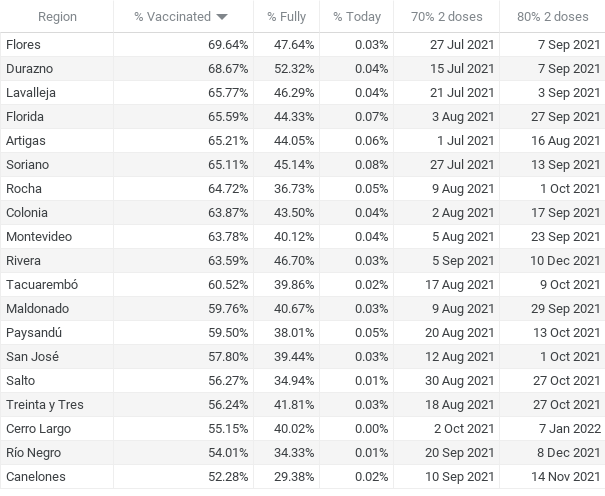 Region % Vaccinated % Fully % Today 70% 2 doses 80% 2 doses
Flores 69.64% 47.64% 0.03% 27 Jul 2021 7 Sep 2021
Durazno 68.67% 52.32% 0.04% 15 Jul 2021 7 Sep 2021
Lavalleja 65.77% 46.29% 0.04% 21 Jul 2021 3 Sep 2021
Florida 65.59% 44.33% 0.07% 3 Aug 2021 27 Sep 2021
Artigas 65.21% 44.05% 0.06% 1 Jul 2021 16 Aug 2021
Soriano 65.11% 45.14% 0.08% 27 Jul 2021 13 Sep 2021
Rocha 64.72% 36.73% 0.05% 9 Aug 2021 1 Oct 2021
Colonia 63.87% 43.50% 0.04% 2 Aug 2021 17 Sep 2021
Montevideo 63.78% 40.12% 0.04% 5 Aug 2021 23 Sep 2021
Rivera 63.59% 46.70% 0.03% 5 Sep 2021 10 Dec 2021
Tacuarembó 60.52% 39.86% 0.02% 17 Aug 2021 9 Oct 2021
Maldonado 59.76% 40.67% 0.03% 9 Aug 2021 29 Sep 2021
Paysandú 59.50% 38.01% 0.05% 20 Aug 2021 13 Oct 2021
San José 57.80% 39.44% 0.03% 12 Aug 2021 1 Oct 2021
Salto 56.27% 34.94% 0.01% 30 Aug 2021 27 Oct 2021
Treinta y Tres 56.24% 41.81% 0.03% 18 Aug 2021 27 Oct 2021
Cerro Largo 55.15% 40.02% 0.00% 2 Oct 2021 7 Jan 2022
Río Negro 54.01% 34.33% 0.01% 20 Sep 2021 8 Dec 2021
Canelones 52.28% 29.38% 0.02% 10 Sep 2021 14 Nov 2021